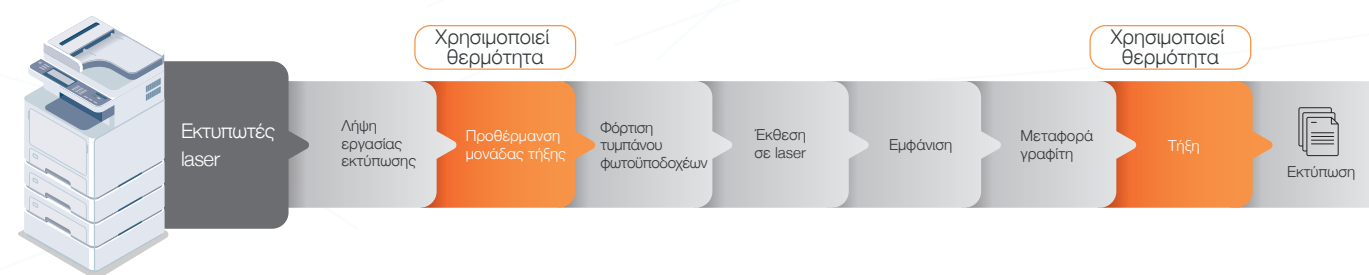 Χρησιμοποιεί
θερμότητα
Χρησιμοποιεί
θερμότητα
Εκτυπωτές
laser
Λήψη
εργασίας
εκτύπωσης
Προθέρμανση
μονάδας τήξης
Φόρτιση
τυμπάνου
φωτοϋποδοχέων
Έκθεση
σε laser
Εμφάνιση
Μεταφορά
γραφίτη
Τήξη
Εκτύπωση